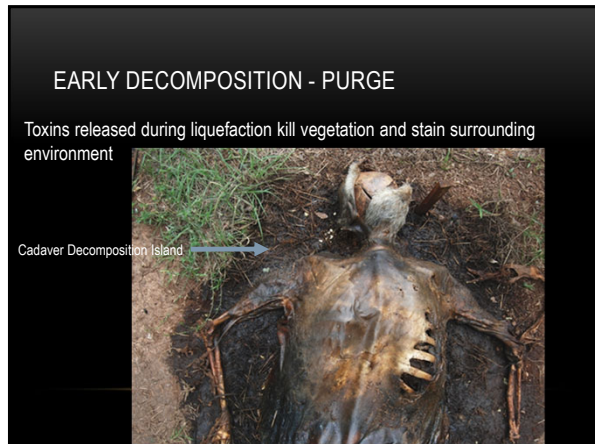 EARLY DECOMPOSITION - PURGE
Toxins released during liquefaction kill vegetation and stain surrounding
environment
Cadaver Decomposition Island